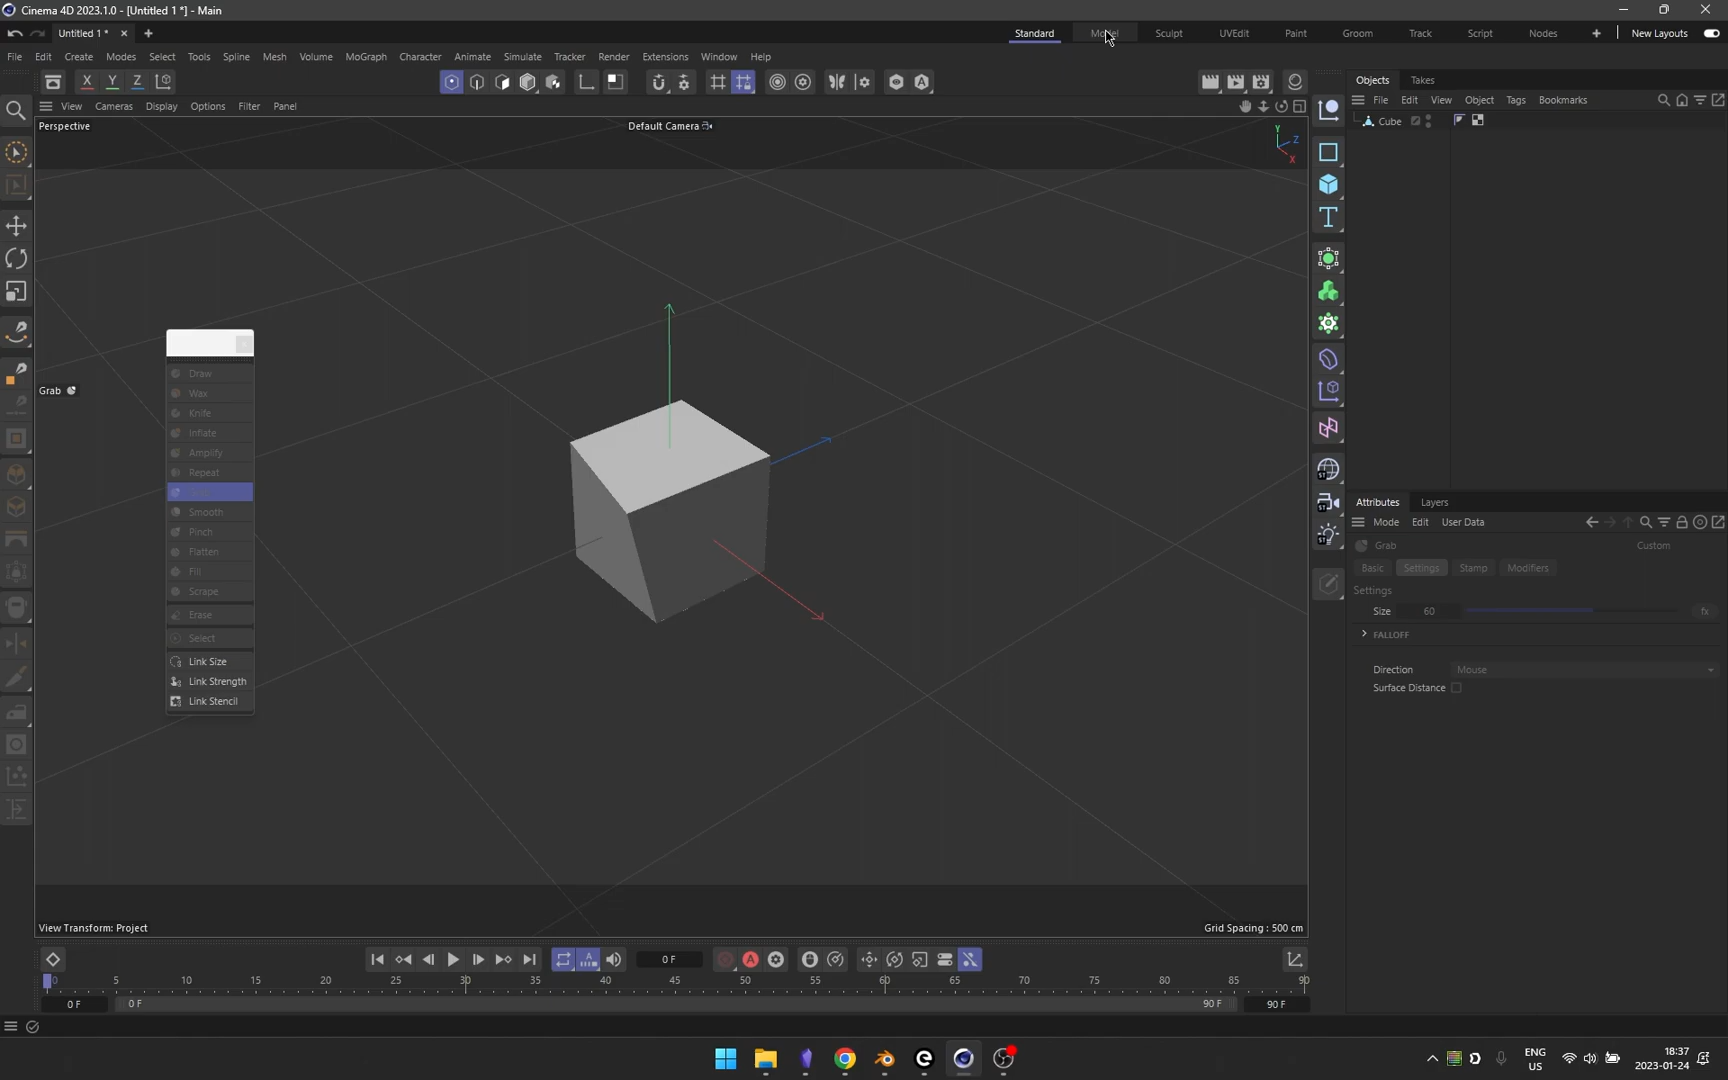 Cinema 4D 2023.1.0 - [Untitled 1 *] - Main
Untitled 1 *
Standard
Model
Sculpt
UVEdit
Paint
Groom
Track
Script
Nodes
New Layouts
File Edit Create Modes Select Tools Spline Mesh Volume MoGraph Character Animate Simulate Tracker Render Extensions Window Help
X Y Z
Objects Takes
View Cameras Display Options Filter Panel
File Edit View Object Tags Bookmarks
Perspective
Default Camera
Y
Z
X
Cube
Grab
Draw
Wax
Knife
Inflate
Amplify
Repeat
Smooth
Pinch
Flatten
Fill
Scrape
Erase
Select
Link Size
Link Strength
Link Stencil
Attributes Layers
Mode Edit User Data
Grab
Custom
Basic Settings Stamp Modifiers
Settings
Size 60
fx
FALLOFF
Direction Mouse
Surface Distance
View Transform: Project
Grid Spacing : 500 cm
0 F
0 5 10 15 20 25 30 35 40 45 50 55 60 65 70 75 80 85 90
0 F 0 F 90 F 90 F
ENG
US
18:37
2023-01-24